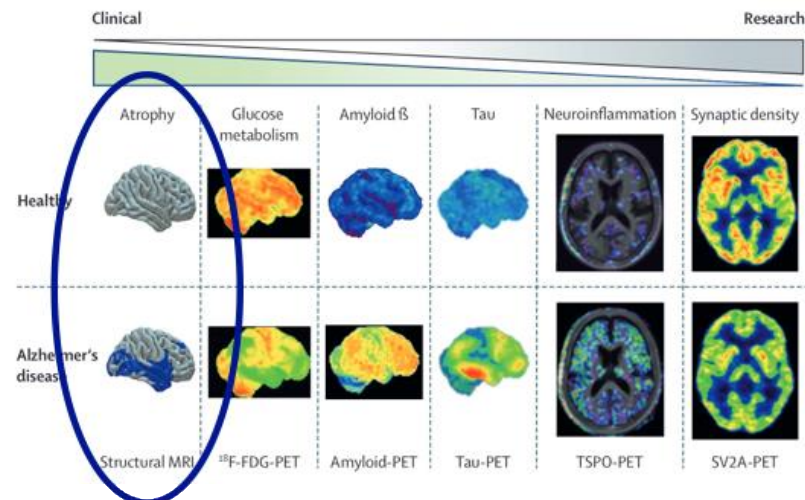 Clinical
Research
Atrophy
Glucose
metabolism
Amyloid ß
Tau
Neuroinflammation
Synaptic density
Healthy
Alzheimer's
disease
Structural MRI
¹⁸F-FDG-PET
Amyloid-PET
Tau-PET
TSPO-PET
SV2A-PET